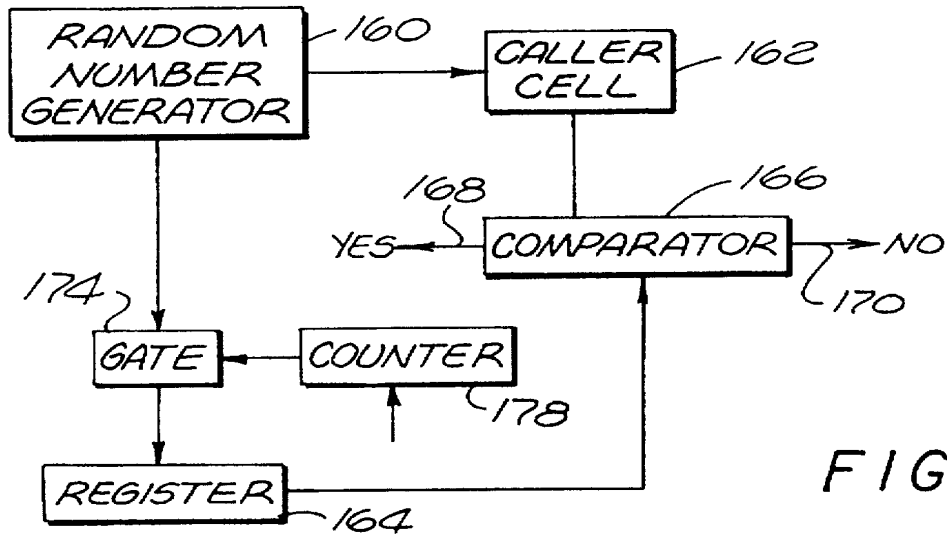 RANDOM
NUMBER
GENERATOR
160
CALLER
CELL
162
166
168
YES
COMPARATOR
NO
170
174
GATE
COUNTER
178
REGISTER
164
FIG